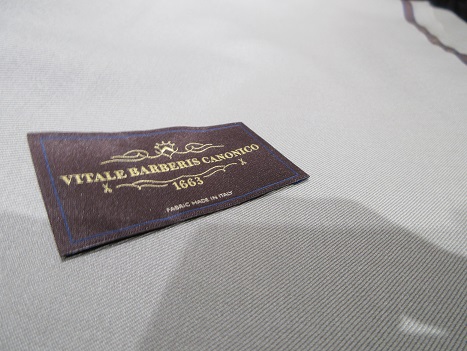 VITALE BARBERIS CANONICO
1663
FABRIC MADE IN ITALY